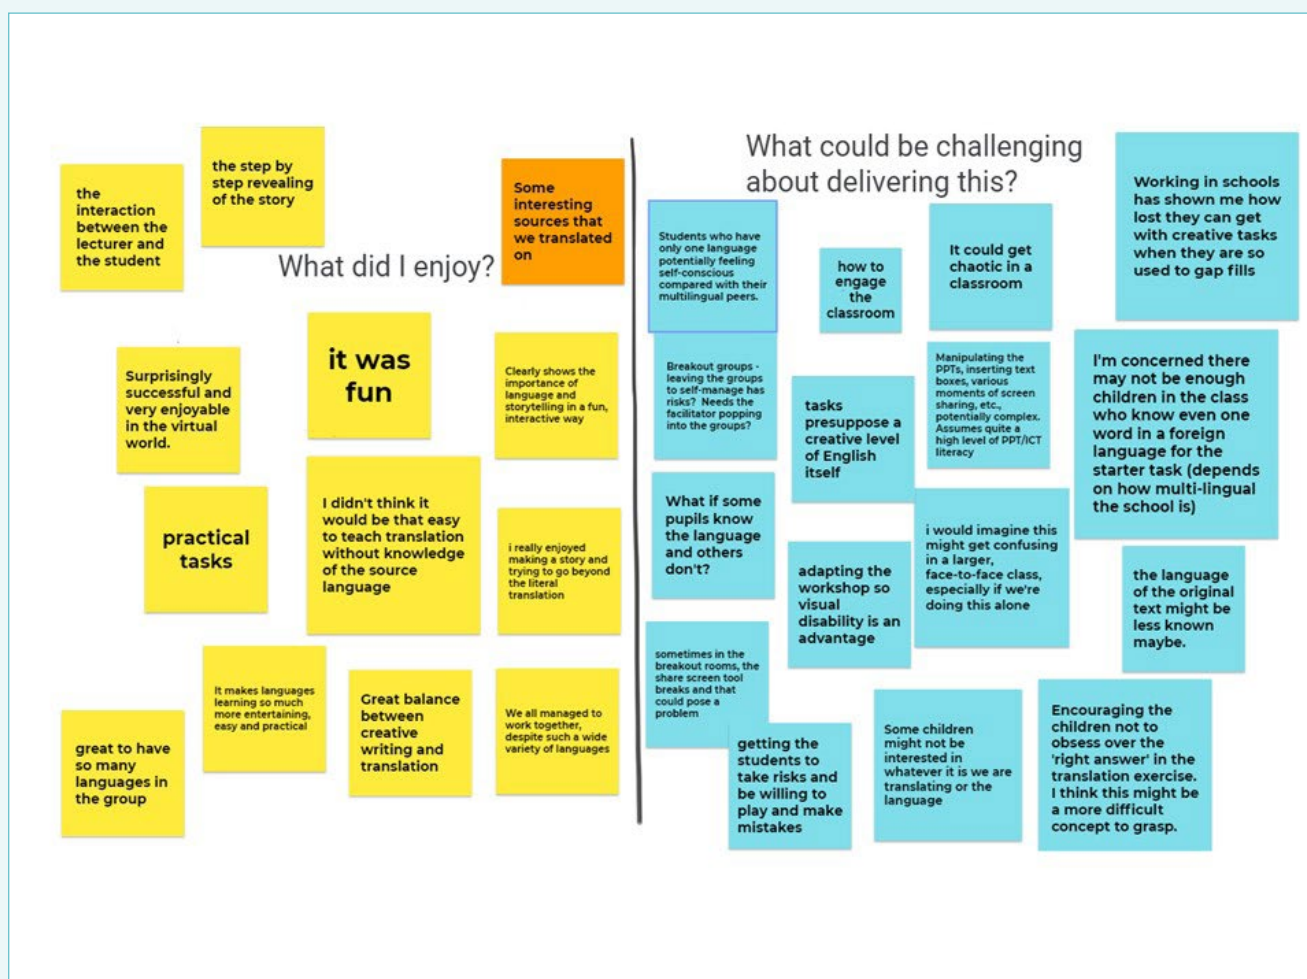 the
interaction
between the
lecturer and
the student
the step by
step revealing
of the story
Some
interesting
sources that
we translated
on
What did I enjoy?
it was
fun
Surprisingly
successful and
very enjoyable
in the virtual
world.
Clearly shows the
importance of
language and
storytelling in a fun,
interactive way
practical
tasks
I didn't think it
would be that easy
to teach translation
without knowledge
of the source
language
i really enjoyed
making a story and
trying to go beyond
the literal
translation
It makes languages
learning so much
more entertaining,
easy and practical
Great balance
between
creative
writing and
translation
We all managed to
work together,
despite such a wide
variety of languages
great to have
so many
languages in
the group
What could be challenging
about delivering this?
Working in schools
has shown me how
lost they can get
with creative tasks
when they are so
used to gap fills
Students who have
only one language
potentially feeling
self-conscious
compared with their
multilingual peers.
how to
engage
the
classroom
It could get
chaotic in a
classroom
Breakout groups -
leaving the groups
to self-manage has
risks? Needs the
facilitator popping
into the groups?
tasks
presuppose a
creative level
of English
itself
Manipulating the
PPTs, inserting text
boxes, various
moments of screen
sharing, etc.,
potentially complex.
Assumes quite a
high level of PPT/ICT
literacy
I'm concerned there
may not be enough
children in the class
who know even one
word in a foreign
language for the
starter task (depends
on how multi-lingual
the school is)
What if some
pupils know
the language
and others
don't?
adapting the
workshop so
visual
disability is an
advantage
i would imagine this
might get confusing
in a larger,
face-to-face class,
especially if we're
doing this alone
the language
of the original
text might be
less known
maybe.
sometimes in the
breakout rooms, the
share screen tool
breaks and that
could pose a
problem
getting the
students to
take risks and
be willing to
play and make
mistakes
Some children
might not be
interested in
whatever it is we are
translating or the
language
Encouraging the
children not to
obsess over the
'right answer' in the
translation exercise.
I think this might be
a more difficult
concept to grasp.